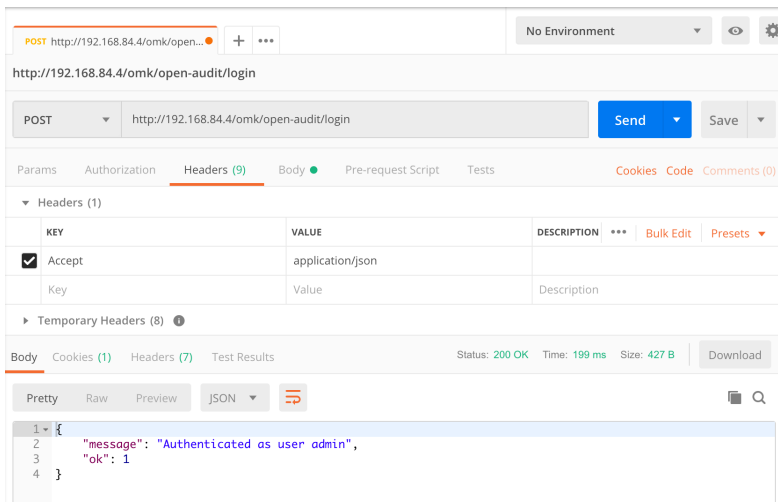 POST http://192.168.84.4/omk/open...
No Environment
http://192.168.84.4/omk/open-audit/login
POST http://192.168.84.4/omk/open-audit/login Send Save
Params Authorization Headers (9) Body Pre-request Script Tests Cookies Code Comments (0)
Headers (1)
KEY VALUE DESCRIPTION Bulk Edit Presets
Accept application/json
Key Value Description
Temporary Headers (8)
Body Cookies (1) Headers (7) Test Results Status: 200 OK Time: 199 ms Size: 427 B Download
Pretty Raw Preview JSON
1 {
2 "message": "Authenticated as user admin",
3 "ok": 1
4 }